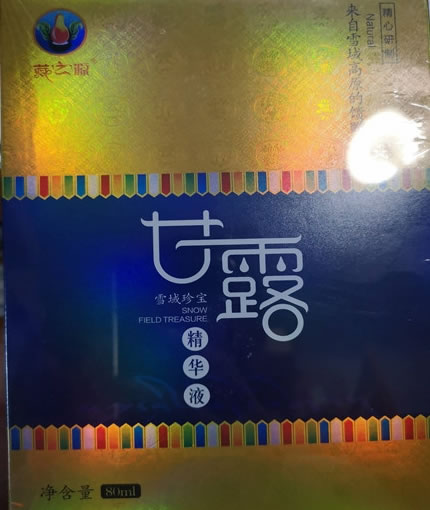 藏之源
精心研制
Natural
来自雪域高原的
甘露
雪域珍宝
SNOW
FIELD TREASURE
精华液
净含量 80ml